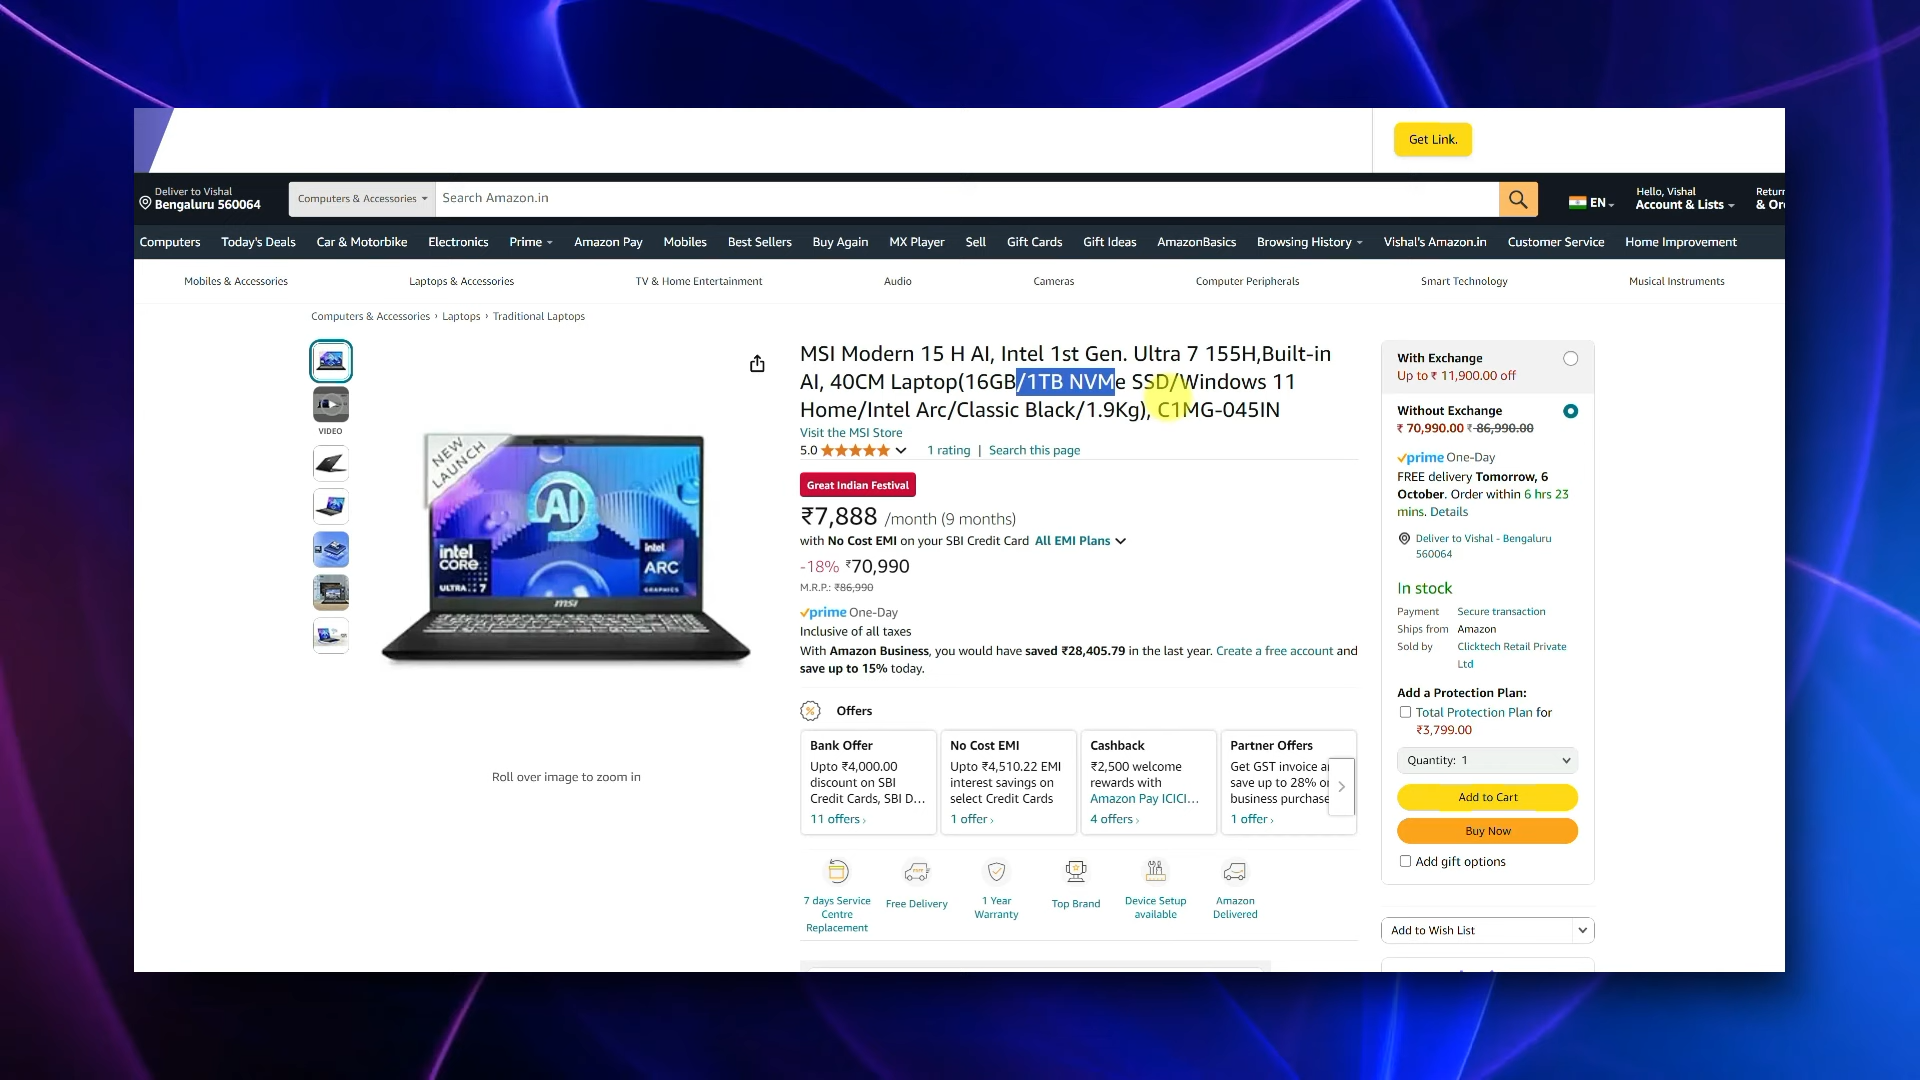 Get Link.
Deliver to Vishal
Bengaluru 560064
Computers & Accessories
Search Amazon.in
EN
Hello, Vishal
Account & Lists
Computers Today's Deals Car & Motorbike Electronics Prime Amazon Pay Mobiles Best Sellers Buy Again MX Player Sell Gift Cards Gift Ideas AmazonBasics Browsing History Vishal's Amazon.in Customer Service Home Improvement
Mobiles & Accessories Laptops & Accessories TV & Home Entertainment Audio Cameras Computer Peripherals Smart Technology Musical Instruments
Computers & Accessories › Laptops › Traditional Laptops
VIDEO
NEW
LAUNCH
AI
intel
CORE
ULTRA 7
intel
ARC
GRAPHICS
msi
Roll over image to zoom in
MSI Modern 15 H AI, Intel 1st Gen. Ultra 7 155H,Built-in
AI, 40CM Laptop(16GB/1TB NVMe SSD/Windows 11
Home/Intel Arc/Classic Black/1.9Kg), C1MG-045IN
Visit the MSI Store
5.0 1 rating | Search this page
Great Indian Festival
₹7,888 /month (9 months)
with No Cost EMI on your SBI Credit Card All EMI Plans
-18% ₹70,990
M.R.P.: ₹86,990
prime One-Day
Inclusive of all taxes
With Amazon Business, you would have saved ₹28,405.79 in the last year. Create a free account and
save up to 15% today.
Offers
Bank Offer
Upto ₹4,000.00
discount on SBI
Credit Cards, SBI D...
11 offers ›
No Cost EMI
Upto ₹4,510.22 EMI
interest savings on
select Credit Cards
1 offer ›
Cashback
₹2,500 welcome
rewards with
Amazon Pay ICICI...
4 offers ›
Partner Offers
Get GST invoice a
save up to 28% o
business purchase
1 offer ›
7 days Service
Centre
Replacement
Free Delivery
1 Year
Warranty
Top Brand
Device Setup
available
Amazon
Delivered
With Exchange
Up to ₹ 11,900.00 off
Without Exchange
₹ 70,990.00 ₹ 86,990.00
prime One-Day
FREE delivery Tomorrow, 6
October. Order within 6 hrs 23
mins. Details
Deliver to Vishal - Bengaluru
560064
In stock
Payment Secure transaction
Ships from Amazon
Sold by Clicktech Retail Private
Ltd
Add a Protection Plan:
Total Protection Plan for
₹3,799.00
Quantity: 1
Add to Cart
Buy Now
Add gift options
Add to Wish List